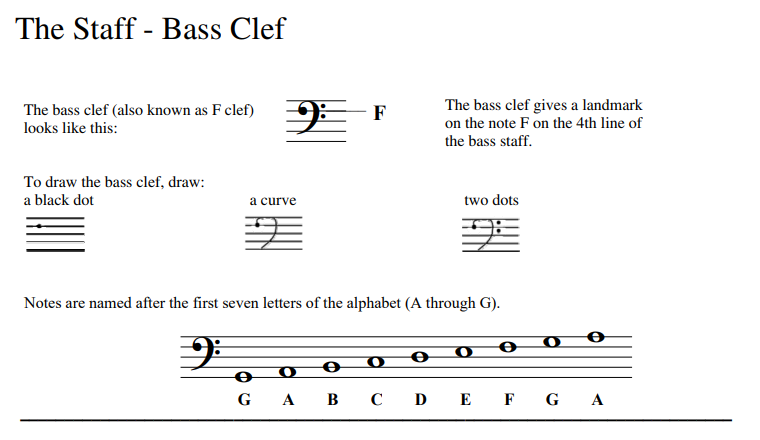 The Staff - Bass Clef
The bass clef (also known as F clef)
looks like this:
F
The bass clef gives a landmark
on the note F on the 4th line of
the bass staff.
To draw the bass clef, draw:
a black dot
a curve
two dots
Notes are named after the first seven letters of the alphabet (A through G).
G A B C D E F G A